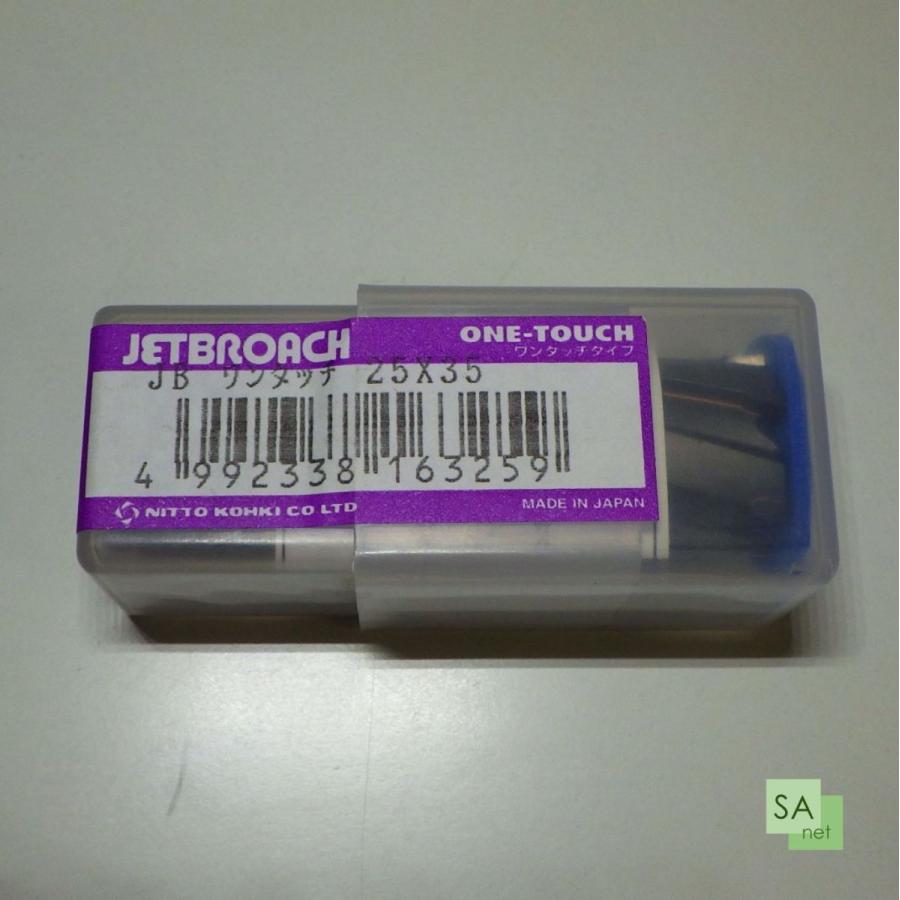 JETBROACH
ONE-TOUCH
ワンタッチタイプ
JB ワンタッチ 25X35
4 992338 163259
NITTO KOHKI CO LTD
MADE IN JAPAN
SA
net